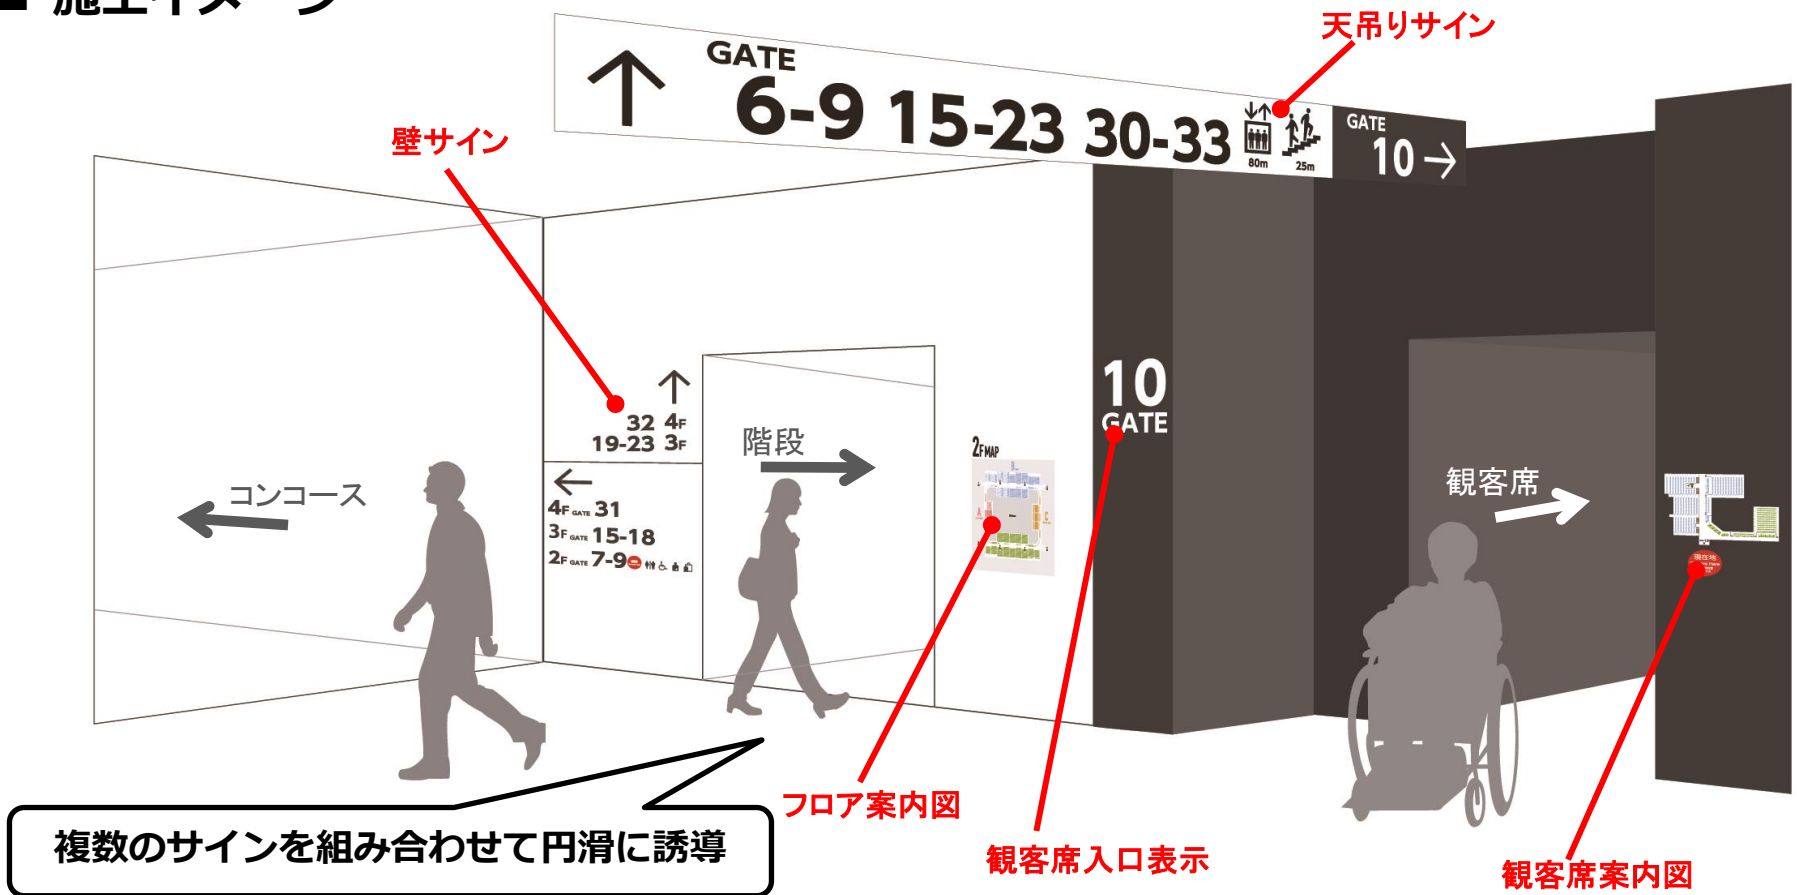 ■ 施工イメージ
天吊りサイン
GATE
6-9 15-23 30-33
80m
25m
GATE
10
壁サイン
32 4F
19-23 3F
4F GATE 31
3F GATE 15-18
2F GATE 7-9
コンコース
階段
2F MAP
A
C
10
GATE
観客席
現在地
フロア案内図
観客席入口表示
観客席案内図
複数のサインを組み合わせて円滑に誘導